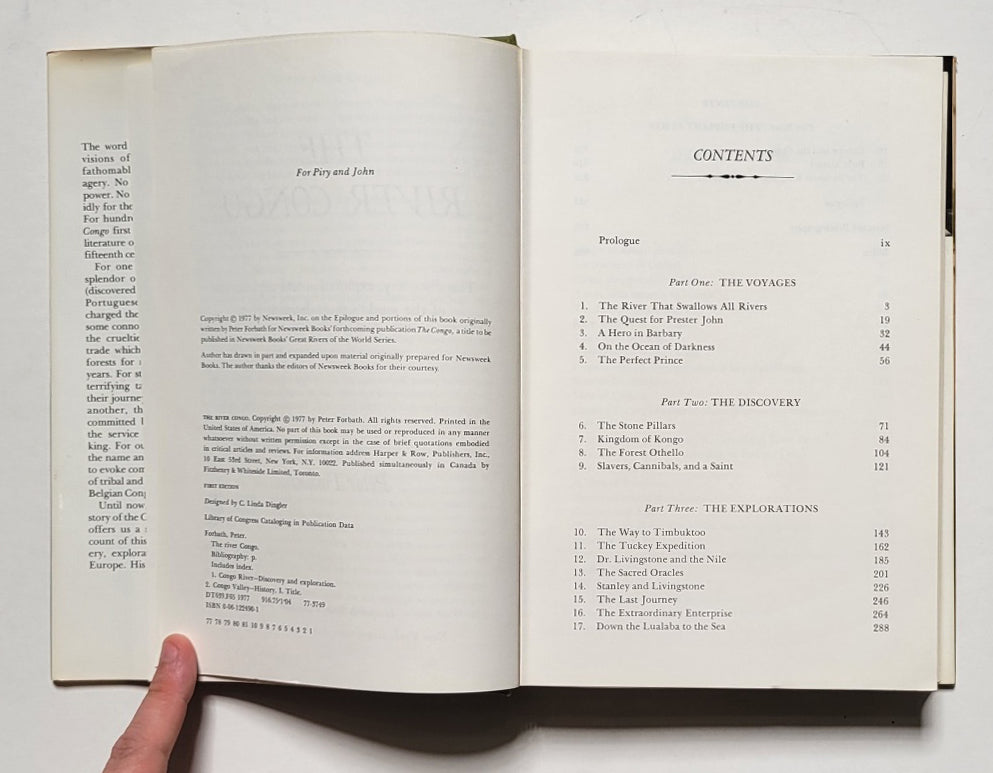 The word
visions of
fathomabl
agery. No
power. No
idly for the
For hundr
Congo first
literature o
fifteenth ce
For one
splendor o
(discovered
Portuguese
charged the
some conno
the crueltie
trade which
forests for
years. For st
terrifying
their journe
another, th
committed
the service
king. For ou
the name an
to evoke con
of tribal and
Belgian Con
Until now
story of the C
offers us a
count of this
ery, explora
Europe. His
For Piry and John
Copyright © 1977 by Newsweek, Inc. on the Epilogue and portions of this book originally
written by Peter Forbath for Newsweek Books' forthcoming publication The Congo, a title to be
published in Newsweek Books' Great Rivers of the World Series.
Author has drawn in part and expanded upon material originally prepared for Newsweek
Books. The author thanks the editors of Newsweek Books for their courtesy.
THE RIVER CONGO. Copyright © 1977 by Peter Forbath. All rights reserved. Printed in the
United States of America. No part of this book may be used or reproduced in any manner
whatsoever without written permission except in the case of brief quotations embodied
in critical articles and reviews. For information address Harper & Row, Publishers, Inc.,
10 East 53rd Street, New York, N.Y. 10022. Published simultaneously in Canada by
Fitzhenry & Whiteside Limited, Toronto.
FIRST EDITION
Designed by C. Linda Dingler
Library of Congress Cataloging in Publication Data
Forbath, Peter.
The river Congo.
Bibliography: p.
Includes index.
1. Congo River—Discovery and exploration.
2. Congo Valley—History. I. Title.
1977 77-3749
ISBN 0-06-122490-1
77 78 79 80 81 10 9 8 7 6 5 4 3 2 1
CONTENTS
Prologue ix
Part One: THE VOYAGES
1. The River That Swallows All Rivers 3
2. The Quest for Prester John 19
3. A Hero in Barbary 32
4. On the Ocean of Darkness 44
5. The Perfect Prince 56
Part Two: THE DISCOVERY
6. The Stone Pillars 71
7. Kingdom of Kongo 84
8. The Forest Othello 104
9. Slavers, Cannibals, and a Saint 121
Part Three: THE EXPLORATIONS
10. The Way to Timbuktoo 143
11. The Tuckey Expedition 162
12. Dr. Livingstone and the Nile 185
13. The Sacred Oracles 201
14. Stanley and Livingstone 226
15. The Last Journey 246
16. The Extraordinary Enterprise 264
17. Down the Lualaba to the Sea 288